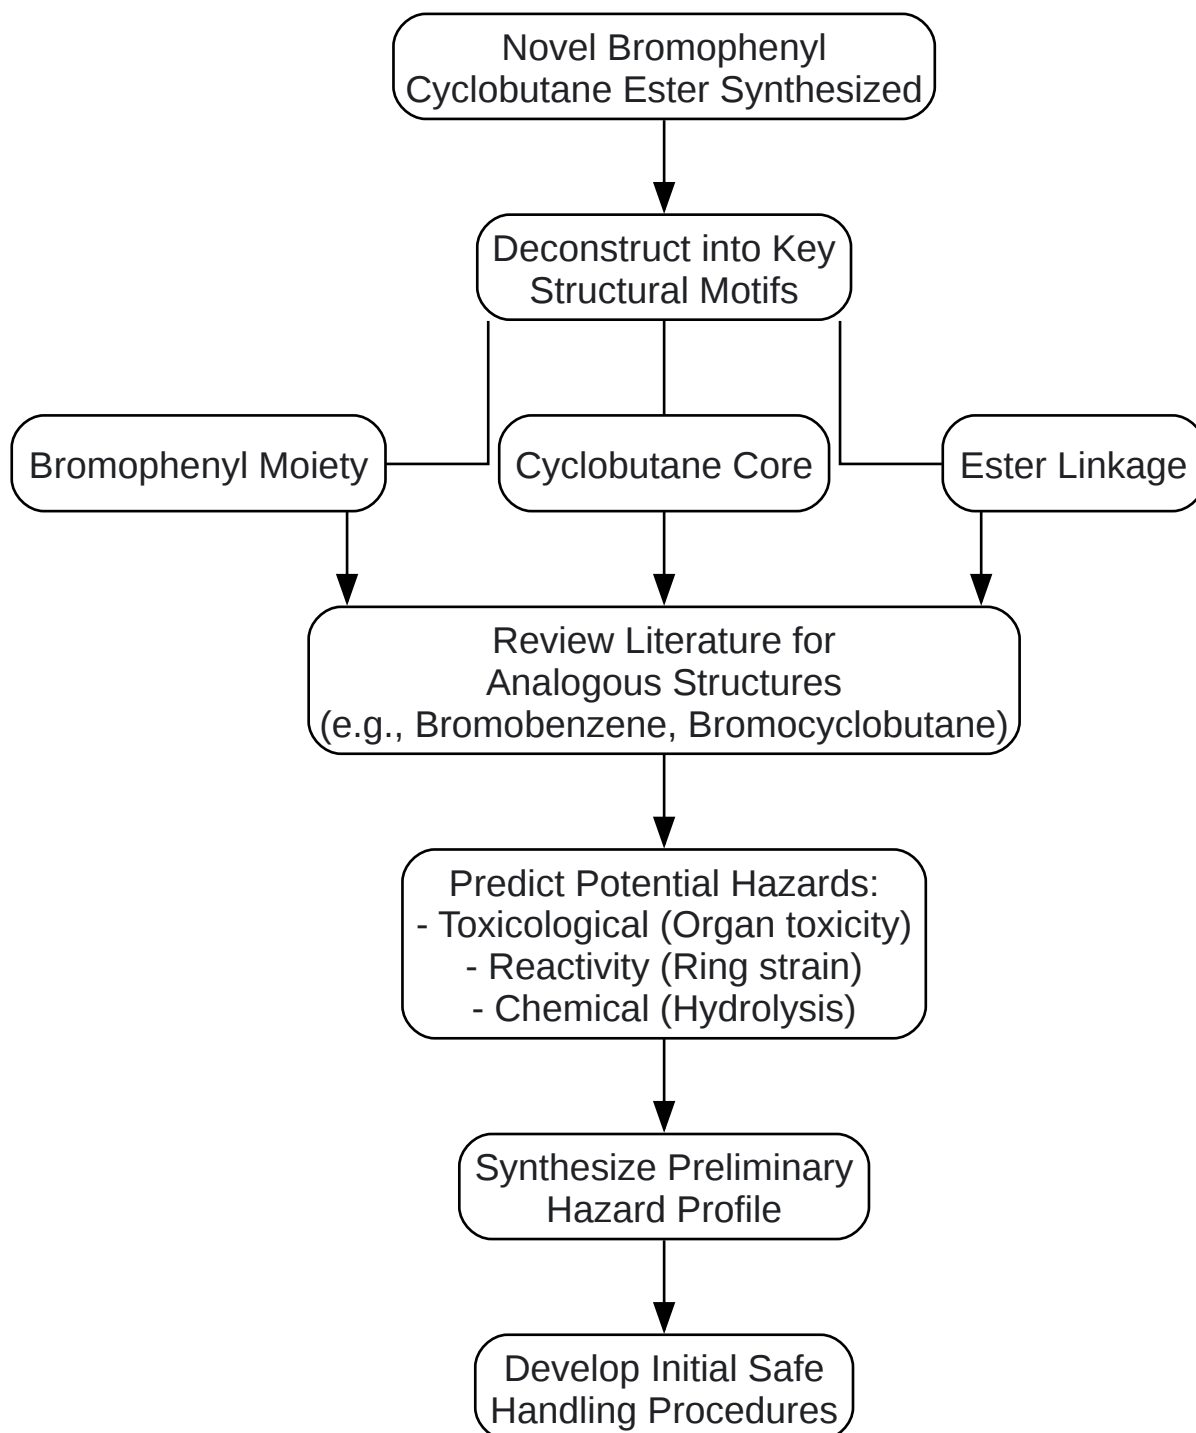 Novel Bromophenyl
Cyclobutane Ester Synthesized
Deconstruct into Key
Structural Motifs
Bromophenyl Moiety
Cyclobutane Core
Ester Linkage
Review Literature for
Analogous Structures
(e.g., Bromobenzene, Bromocyclobutane)
Predict Potential Hazards:
- Toxicological (Organ toxicity)
- Reactivity (Ring strain)
- Chemical (Hydrolysis)
Synthesize Preliminary
Hazard Profile
Develop Initial Safe
Handling Procedures